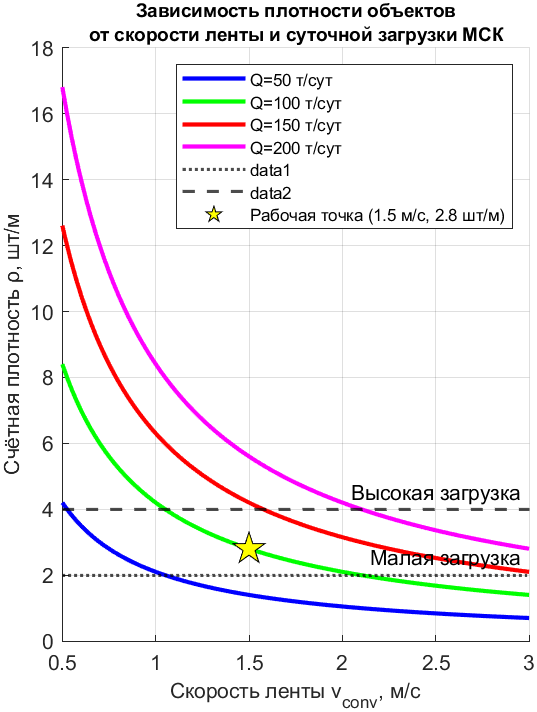 Зависимость плотности объектов
от скорости ленты и суточной загрузки МСК
Счётная плотность ρ, шт/м
18
16
14
12
10
8
6
4
2
0
Q=50 т/сут
Q=100 т/сут
Q=150 т/сут
Q=200 т/сут
data1
data2
Рабочая точка (1.5 м/с, 2.8 шт/м)
Высокая загрузка
Малая загрузка
0.5 1 1.5 2 2.5 3
Скорость ленты v_conv, м/с